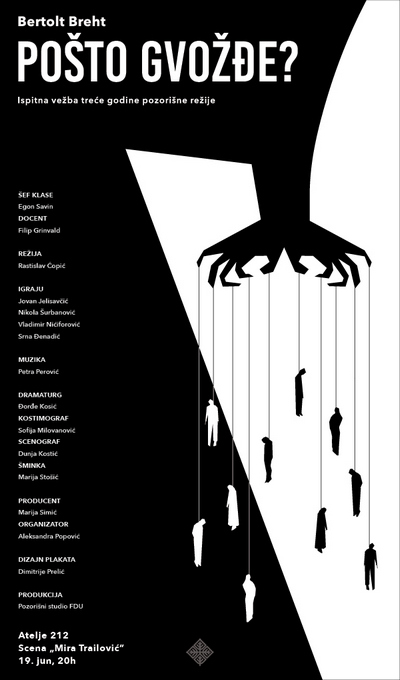 Bertolt Breht
POŠTO GVOŽĐE?
Ispitna vežba treće godine pozorišne režije
ŠEF KLASE
Egon Savin
DOCENT
Filip Grinvald
REŽIJA
Rastislav Ćopić
IGRAJU
Jovan Jelisavčić
Nikola Šurbanović
Vladimir Nićiforović
Srna Đenadić
MUZIKA
Petra Perović
DRAMATURG
Đorđe Kosić
KOSTIMOGRAF
Sofija Milovanović
SCENOGRAF
Dunja Kostić
ŠMINKA
Marija Stošić
PRODUCENT
Marija Simić
ORGANIZATOR
Aleksandra Popović
DIZAJN PLAKATA
Dimitrije Prelić
PRODUKCIJA
Pozorišni studio FDU
Atelje 212
Scena „Mira Trailović“
19. jun, 20h